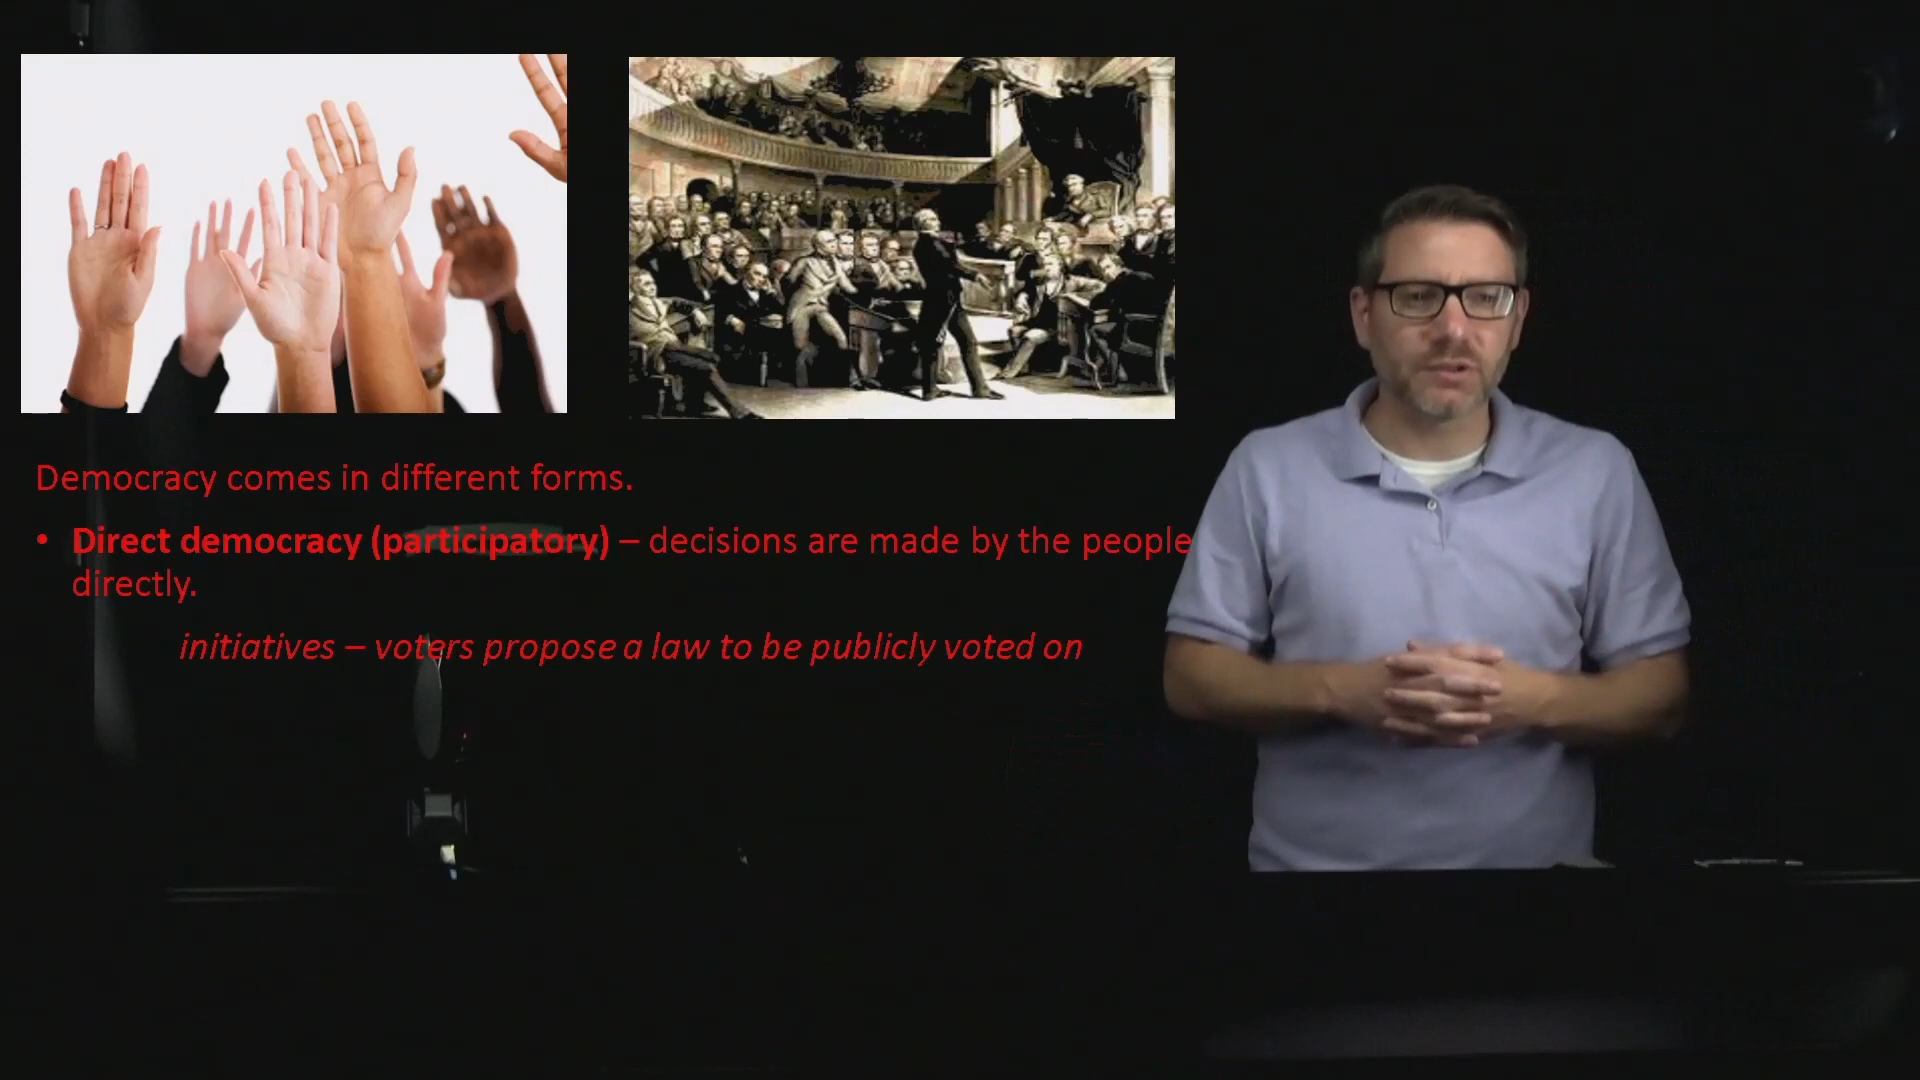 Democracy comes in different forms.
• Direct democracy (participatory) – decisions are made by the people
directly.
initiatives – voters propose a law to be publicly voted on